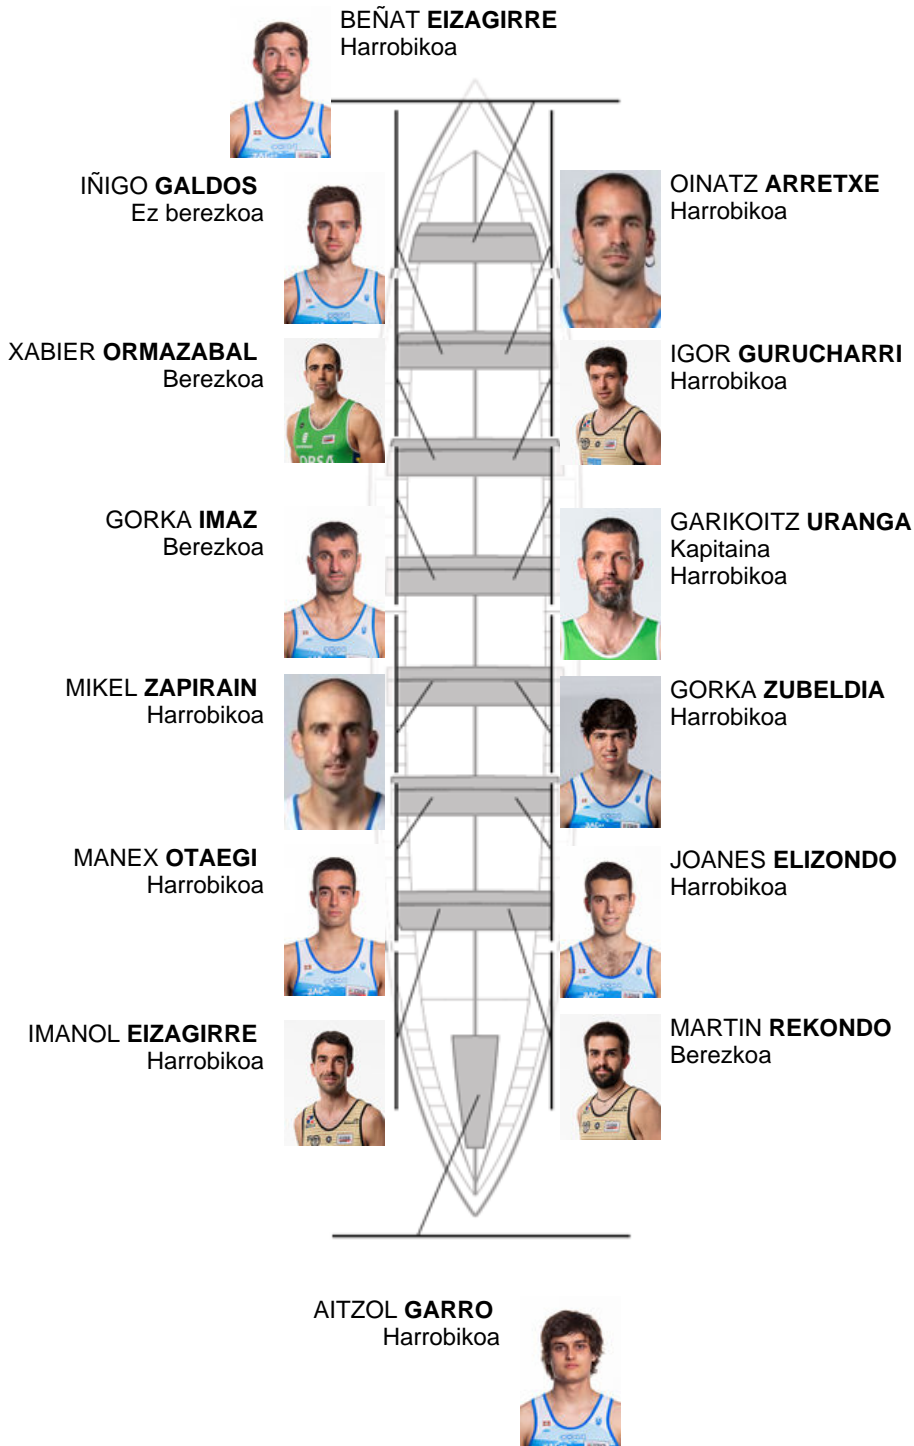 BEÑAT EIZAGIRRE
Harrobikoa
IÑIGO GALDOS
Ez berezkoa
OINATZ ARRETXE
Harrobikoa
XABIER ORMAZABAL
Berezkoa
IGOR GURUCHARRI
Harrobikoa
GORKA IMAZ
Berezkoa
GARIKOITZ URANGA
Kapitaina
Harrobikoa
MIKEL ZAPIRAIN
Harrobikoa
GORKA ZUBELDIA
Harrobikoa
MANEX OTAEGI
Harrobikoa
JOANES ELIZONDO
Harrobikoa
IMANOL EIZAGIRRE
Harrobikoa
MARTIN REKONDO
Berezkoa
AITZOL GARRO
Harrobikoa